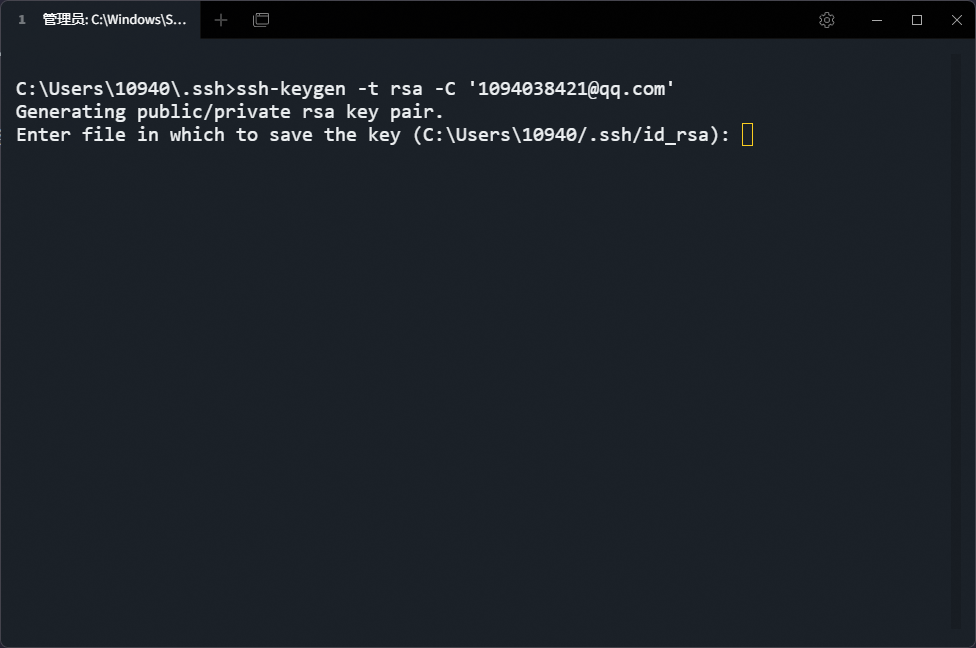 1 管理员: C:\Windows\S...
C:\Users\10940\.ssh>ssh-keygen -t rsa -C '1094038421@qq.com'
Generating public/private rsa key pair.
Enter file in which to save the key (C:\Users\10940/.ssh/id_rsa):